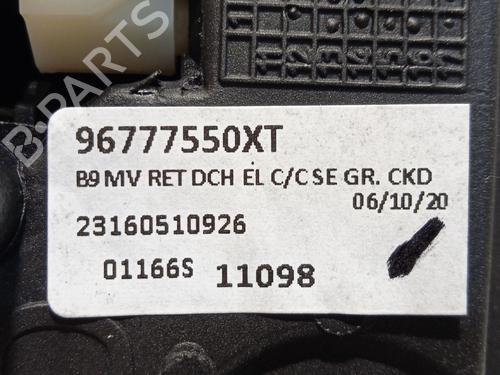 96777550XT
B9 MV RET DCH EL C/C SE GR. CKD
06/10/20
23160510926
01166S 11098
B-PARTS